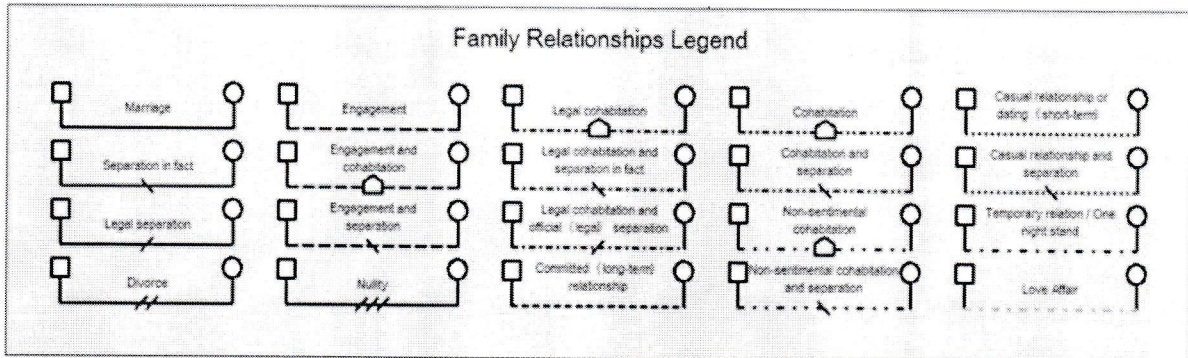 Family Relationships Legend
Marriage
Engagement
Legal cohabitation
Cohabitation
Casual relationship or
dating (short-term)
Separation in fact
Engagement and
cohabitation
Legal cohabitation and
separation in fact
Cohabitation and
separation
Casual relationship and
separation
Legal separation
Engagement and
separation
Legal cohabitation and
official (legal) separation
Non-sentimental
cohabitation
Temporary relation / One
night stand
Divorce
Nullity
Committed (long-term)
relationship
Non-sentimental cohabitation
and separation
Love Affair